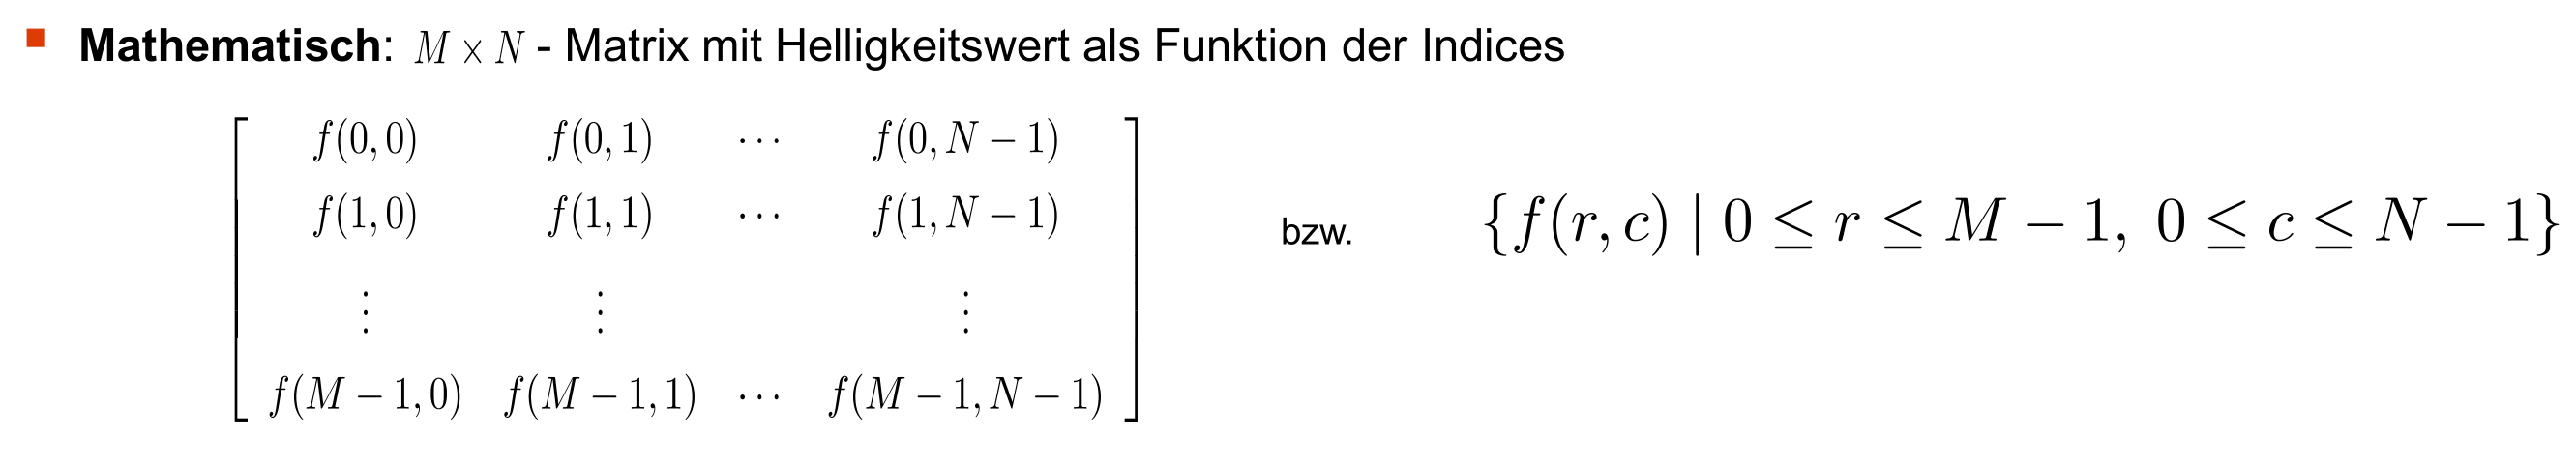 Mathematisch: M × N - Matrix mit Helligkeitswert als Funktion der Indices
f(0,0) f(0,1) ⋯ f(0,N − 1)
f(1,0) f(1,1) ⋯ f(1,N − 1)
⋮ ⋮ ⋮
f(M − 1,0) f(M − 1,1) ⋯ f(M − 1,N − 1)
bzw.
{f(r,c) | 0 ≤ r ≤ M − 1, 0 ≤ c ≤ N − 1}